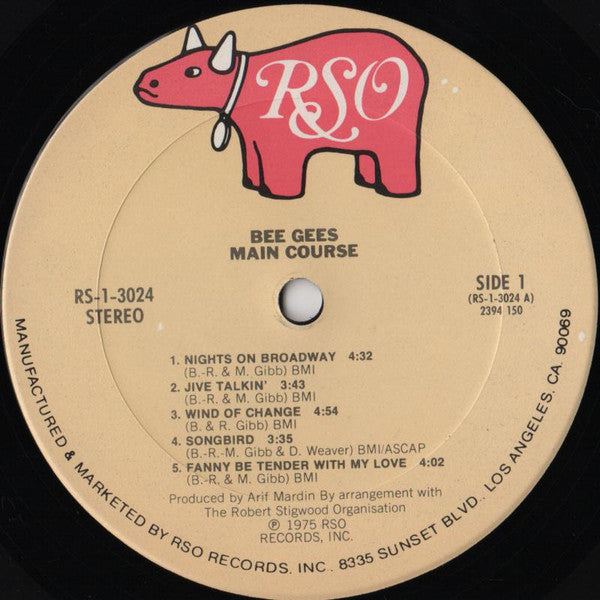 RSO
BEE GEES
MAIN COURSE
RS-1-3024
STEREO
SIDE 1
(RS-1-3024 A)
2394 150
1. NIGHTS ON BROADWAY 4:32
(B.-R. & M. Gibb) BMI
2. JIVE TALKIN' 3:43
(B.-R. & M. Gibb) BMI
3. WIND OF CHANGE 4:54
(B. & R. Gibb) BMI
4. SONGBIRD 3:35
(B.-R.-M. Gibb & D. Weaver) BMI/ASCAP
5. FANNY BE TENDER WITH MY LOVE 4:02
(B.-R. & M. Gibb) BMI
Produced by Arif Mardin By arrangement with
The Robert Stigwood Organisation
℗ 1975 RSO
RECORDS, INC.
MANUFACTURED & MARKETED BY RSO RECORDS, INC. 8335 SUNSET BLVD., LOS ANGELES, CA. 90069